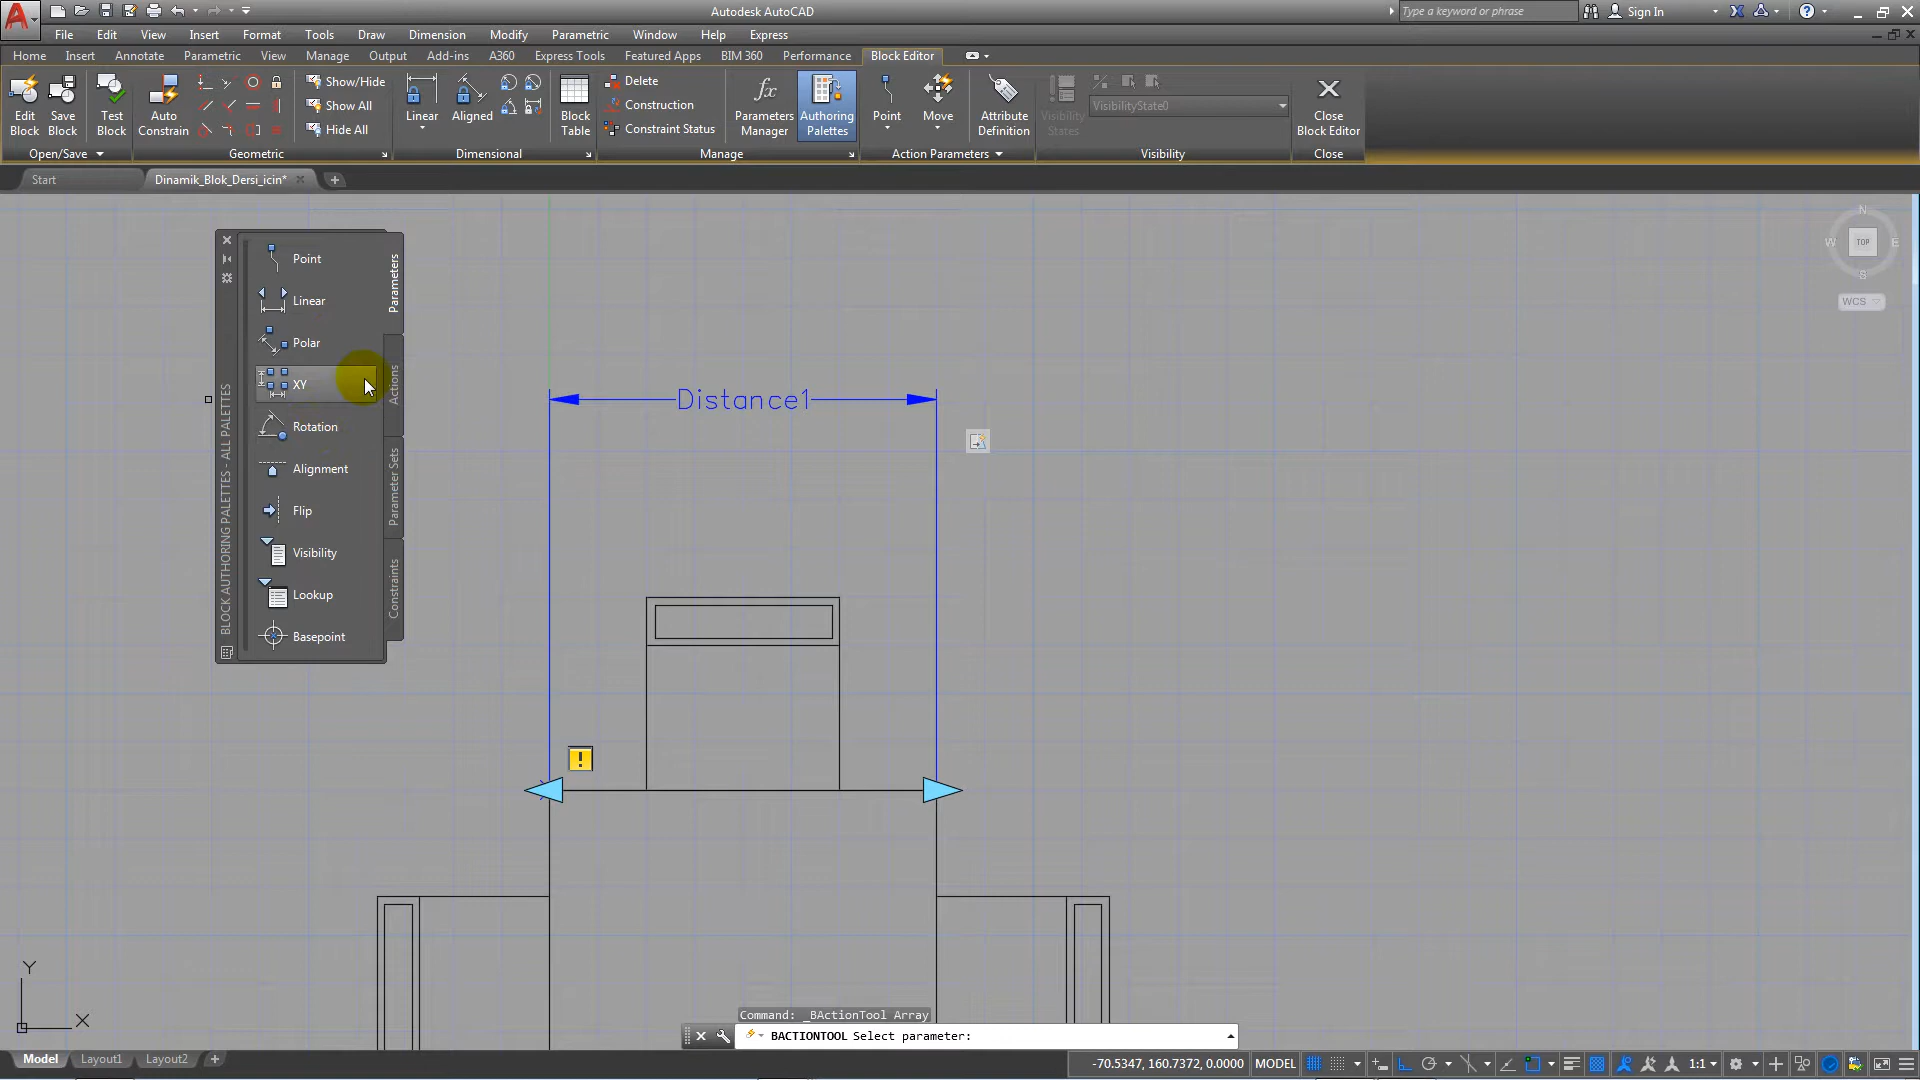 Autodesk AutoCAD
Type a keyword or phrase
Sign In
File Edit View Insert Format Tools Draw Dimension Modify Parametric Window Help Express
Home Insert Annotate Parametric View Manage Output Add-ins A360 Express Tools Featured Apps BIM 360 Performance Block Editor
Edit Block
Save Block
Test Block
Auto Constrain
Show/Hide
Show All
Hide All
Linear
Aligned
Block Table
Delete
Construction
Constraint Status
Parameters Manager
Authoring Palettes
Point
Move
Attribute Definition
Visibility States
VisibilityState0
Close Block Editor
Open/Save Geometric Dimensional Manage Action Parameters Visibility Close
Start Dinamik_Blok_Dersi_icin*
Point
Linear
Polar
XY
Rotation
Alignment
Flip
Visibility
Lookup
Basepoint
BLOCK AUTHORING PALETTES - ALL PALETTES
Parameters
Actions
Parameter Sets
Constraints
Distance1
N
W TOP E
S
WCS
Y
X
Command: _BActionTool Array
BACTIONTOOL Select parameter:
Model Layout1 Layout2
-70.5347, 160.7372, 0.0000 MODEL 1:1